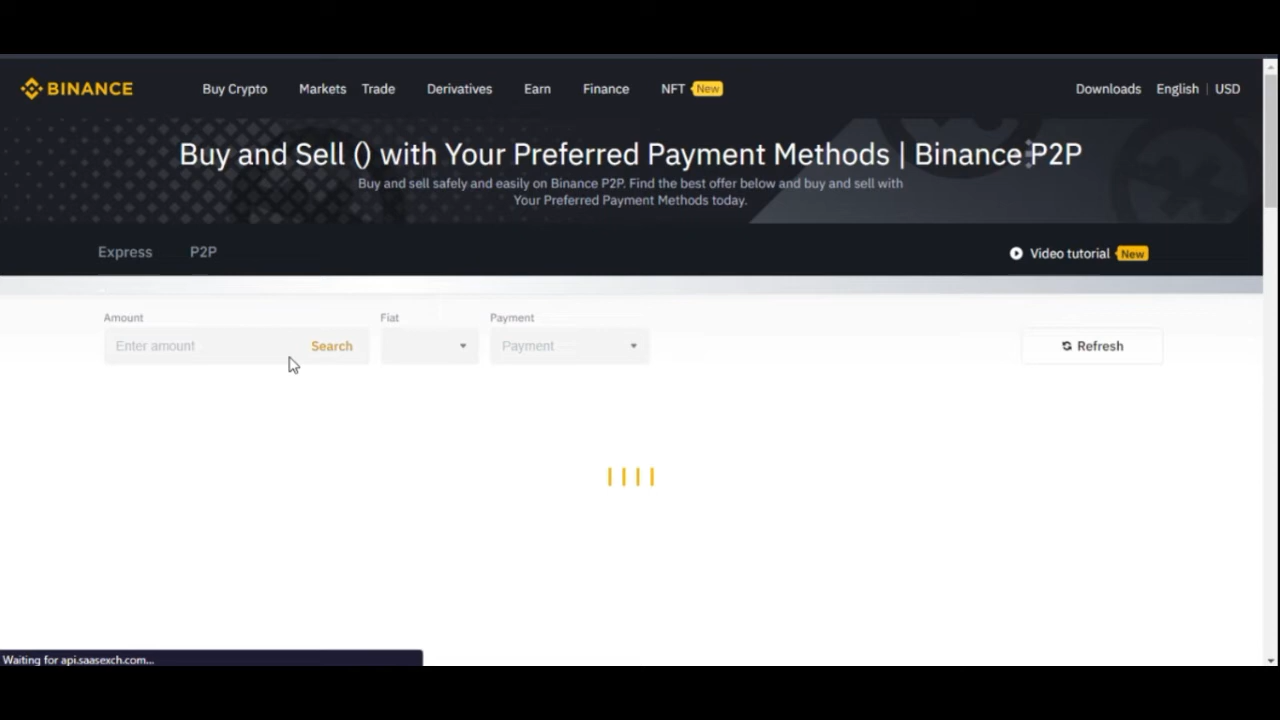 BINANCE Buy Crypto Markets Trade Derivatives Earn Finance NFT New Downloads English | USD
Buy and Sell () with Your Preferred Payment Methods | Binance P2P
Buy and sell safely and easily on Binance P2P. Find the best offer below and buy and sell with
Your Preferred Payment Methods today.
Express P2P Video tutorial New
Amount Fiat Payment
Enter amount Search Payment Refresh
Waiting for api.saasexch.com...